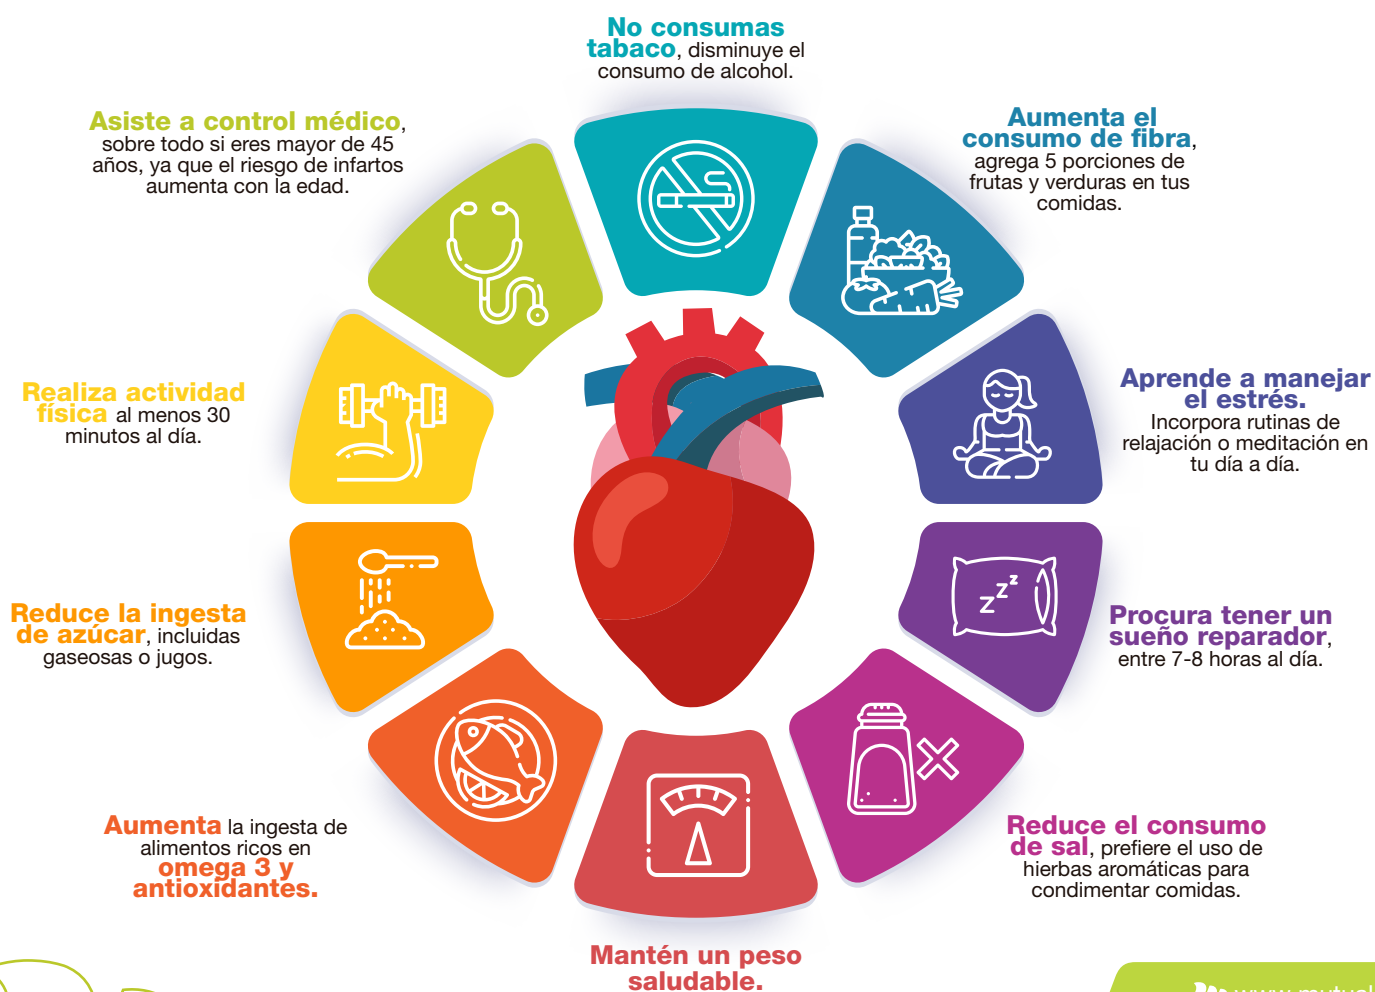 No consumas
tabaco, disminuye el
consumo de alcohol.
Aumenta el
consumo de fibra,
agrega 5 porciones de
frutas y verduras en tus
comidas.
Aprende a manejar
el estrés.
Incorpora rutinas de
relajación o meditación en
tu día a día.
zzz
Procura tener un
sueño reparador,
entre 7-8 horas al día.
Reduce el consumo
de sal, prefiere el uso de
hierbas aromáticas para
condimentar comidas.
Mantén un peso
saludable.
Aumenta la ingesta de
alimentos ricos en
omega 3 y
antioxidantes.
Reduce la ingesta
de azúcar, incluidas
gaseosas o jugos.
Realiza actividad
física al menos 30
minutos al día.
Asiste a control médico,
sobre todo si eres mayor de 45
años, ya que el riesgo de infartos
aumenta con la edad.